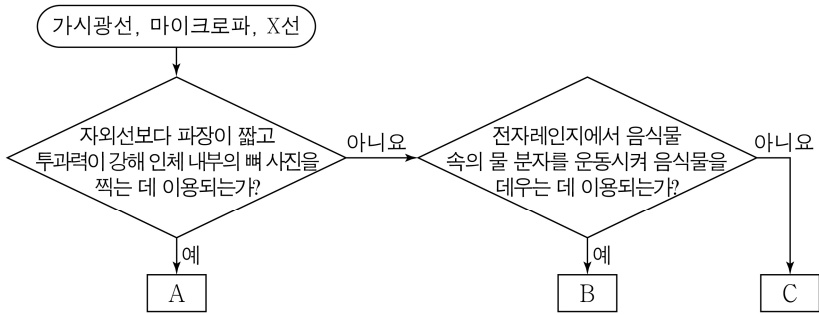 가시광선, 마이크로파, X선
자외선보다 파장이 짧고
투과력이 강해 인체 내부의 뼈 사진을
찍는 데 이용되는가?
아니요
전자레인지에서 음식물
속의 물 분자를 운동시켜 음식물을
데우는 데 이용되는가?
아니요
예
예
A
B
C